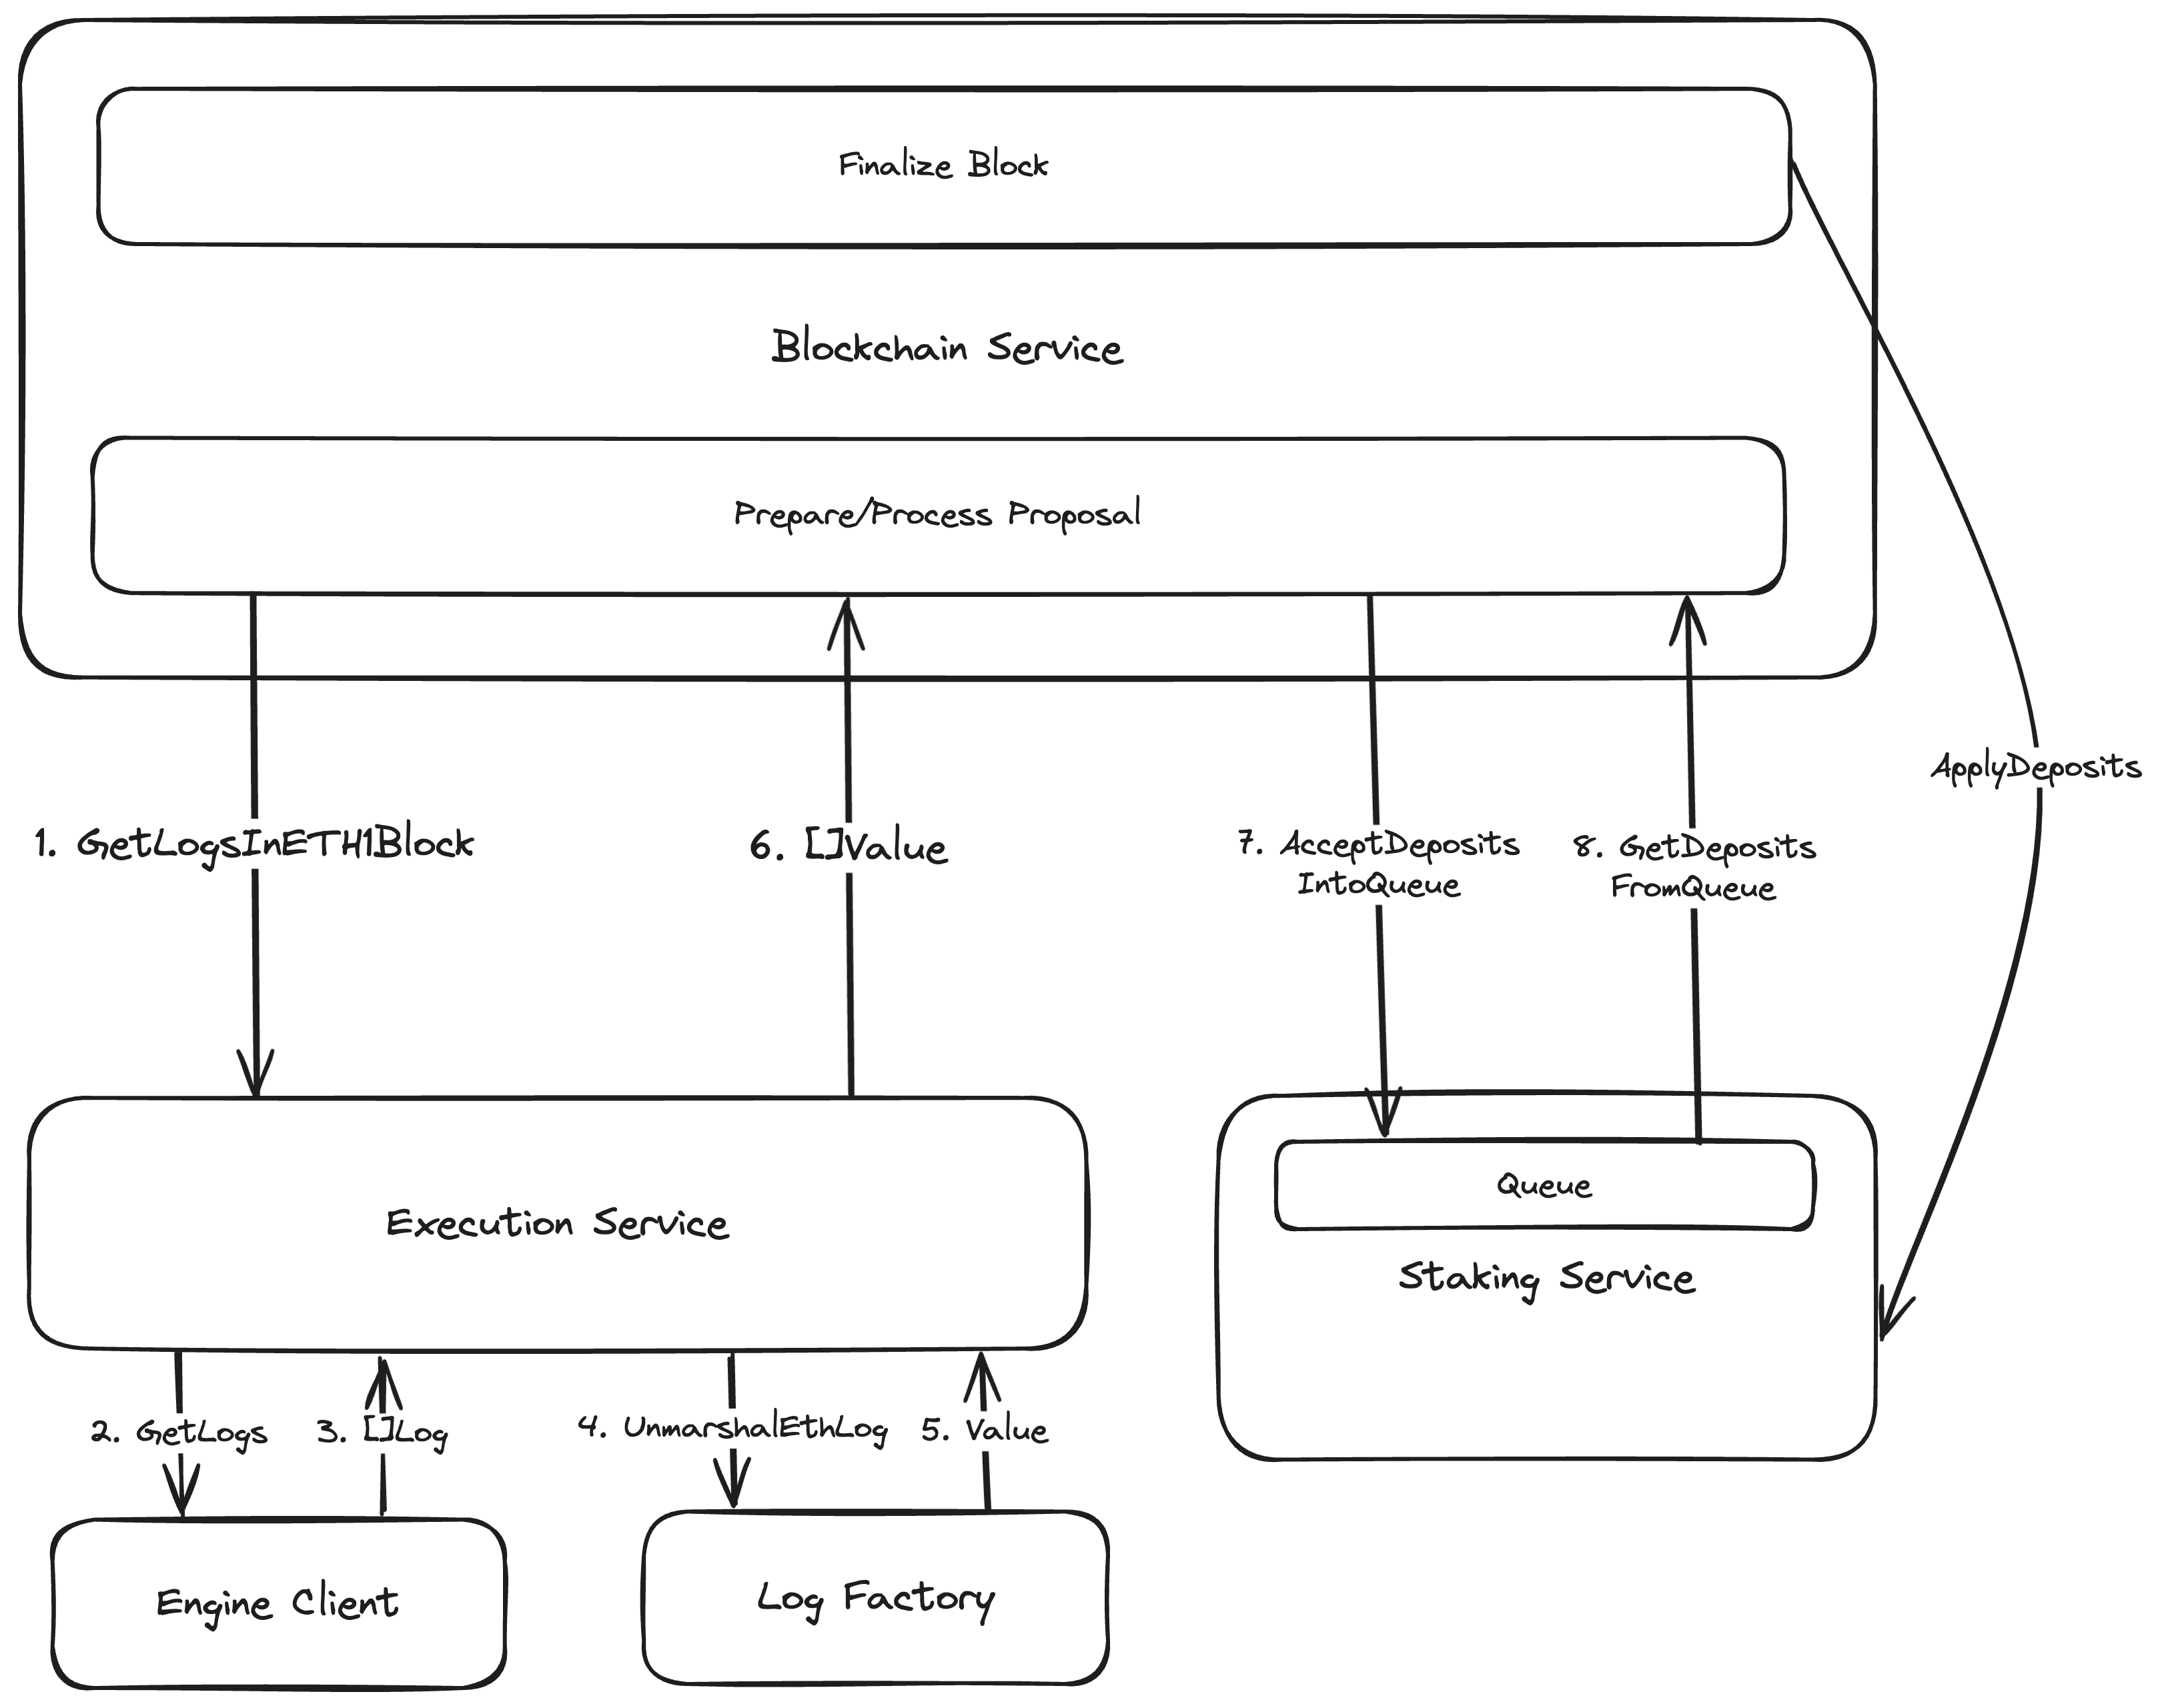 Finalize Block
Blockchain Service
Prepare/Process Proposal
ApplyDeposits
1. GetLogsInETH1Block
6. []Value
7. AcceptDeposits
IntoQueue
8. GetDeposits
FromQueue
Queue
Execution Service
Staking Service
2. GetLogs
3. []Log
4. UnmarshalEthLog
5. Value
Engine Client
Log Factory